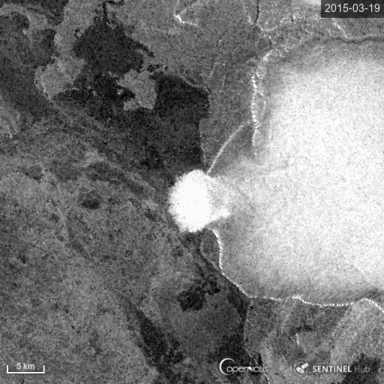 2015-03-19
5 km
Copernicus
SENTINEL Hub